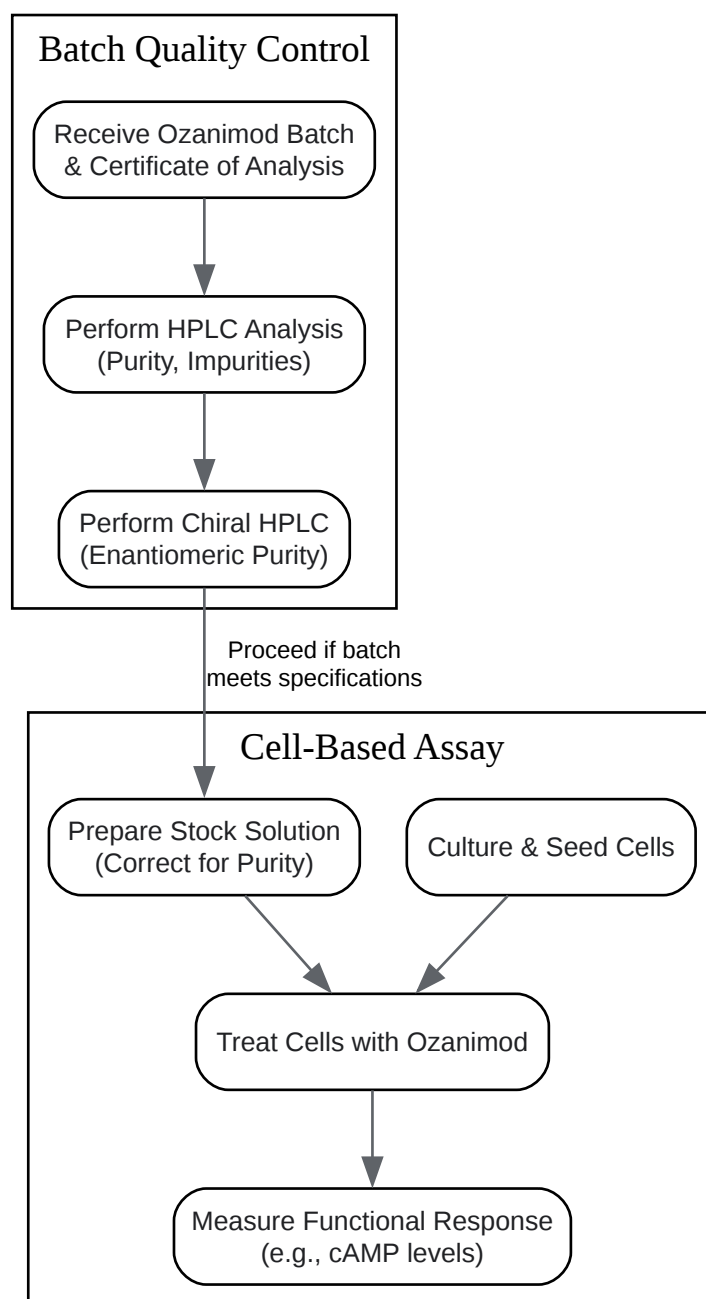 Batch Quality Control
Receive Ozanimod Batch
& Certificate of Analysis
Perform HPLC Analysis
(Purity, Impurities)
Perform Chiral HPLC
(Enantiomeric Purity)
Proceed if batch
meets specifications
Cell-Based Assay
Prepare Stock Solution
(Correct for Purity)
Culture & Seed Cells
Treat Cells with Ozanimod
Measure Functional Response
(e.g., cAMP levels)